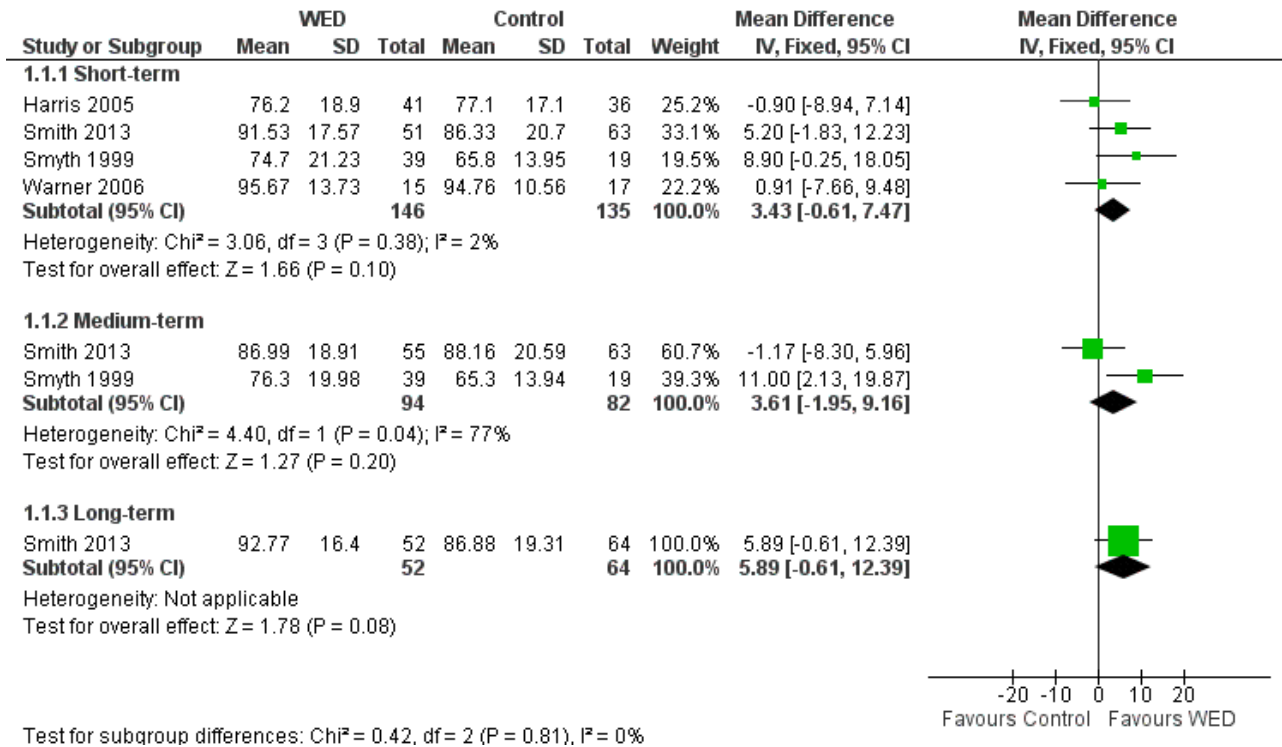 WED Control Mean Difference Mean Difference
Study or Subgroup Mean SD Total Mean SD Total Weight IV, Fixed, 95% CI IV, Fixed, 95% CI
1.1.1 Short-term
Harris 2005 76.2 18.9 41 77.1 17.1 36 25.2% -0.90 [-8.94, 7.14]
Smith 2013 91.53 17.57 51 86.33 20.7 63 33.1% 5.20 [-1.83, 12.23]
Smyth 1999 74.7 21.23 39 65.8 13.95 19 19.5% 8.90 [-0.25, 18.05]
Warner 2006 95.67 13.73 15 94.76 10.56 17 22.2% 0.91 [-7.66, 9.48]
Subtotal (95% CI) 146 135 100.0% 3.43 [-0.61, 7.47]
Heterogeneity: Chi² = 3.06, df = 3 (P = 0.38); I² = 2%
Test for overall effect: Z = 1.66 (P = 0.10)
1.1.2 Medium-term
Smith 2013 86.99 18.91 55 88.16 20.59 63 60.7% -1.17 [-8.30, 5.96]
Smyth 1999 76.3 19.98 39 65.3 13.94 19 39.3% 11.00 [2.13, 19.87]
Subtotal (95% CI) 94 82 100.0% 3.61 [-1.95, 9.16]
Heterogeneity: Chi² = 4.40, df = 1 (P = 0.04); I² = 77%
Test for overall effect: Z = 1.27 (P = 0.20)
1.1.3 Long-term
Smith 2013 92.77 16.4 52 86.88 19.31 64 100.0% 5.89 [-0.61, 12.39]
Subtotal (95% CI) 52 64 100.0% 5.89 [-0.61, 12.39]
Heterogeneity: Not applicable
Test for overall effect: Z = 1.78 (P = 0.08)
-20 -10 0 10 20
Favours Control Favours WED
Test for subgroup differences: Chi² = 0.42, df = 2 (P = 0.81), I² = 0%